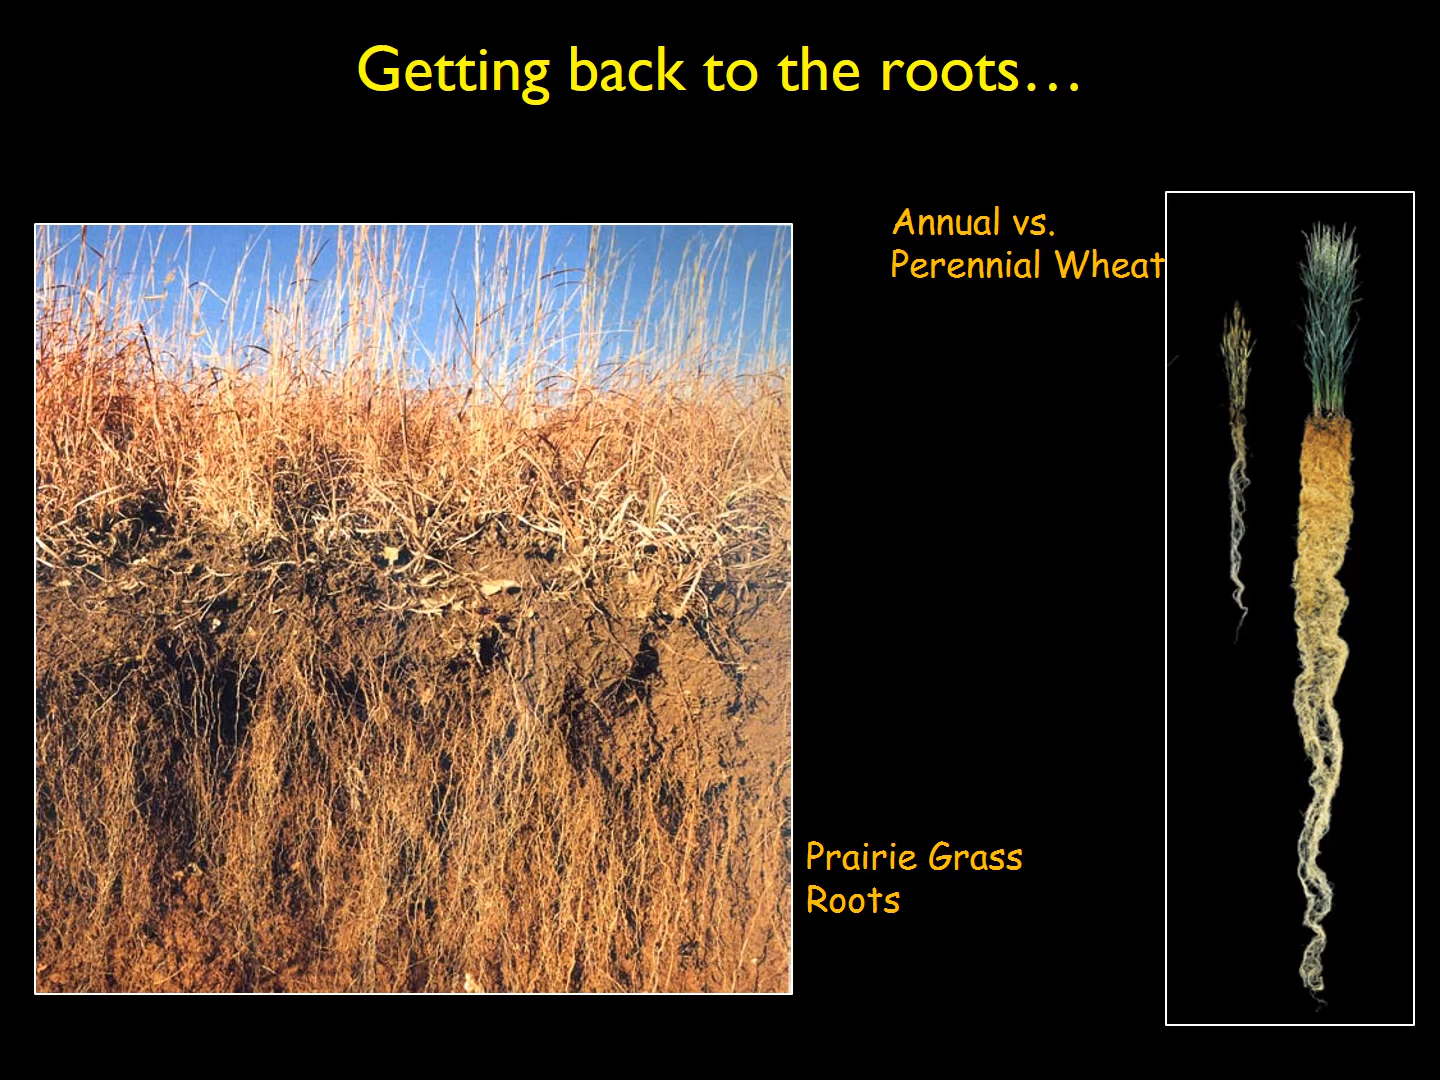 Getting back to the roots…
Annual vs.
Perennial Wheat
Prairie Grass
Roots